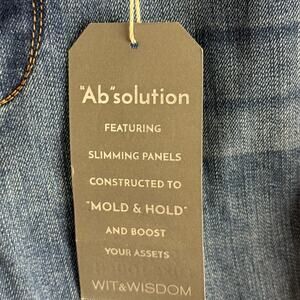 "Ab"solution
FEATURING
SLIMMING PANELS
CONSTRUCTED TO
"MOLD & HOLD"
AND BOOST
YOUR ASSETS
WIT&WISDOM